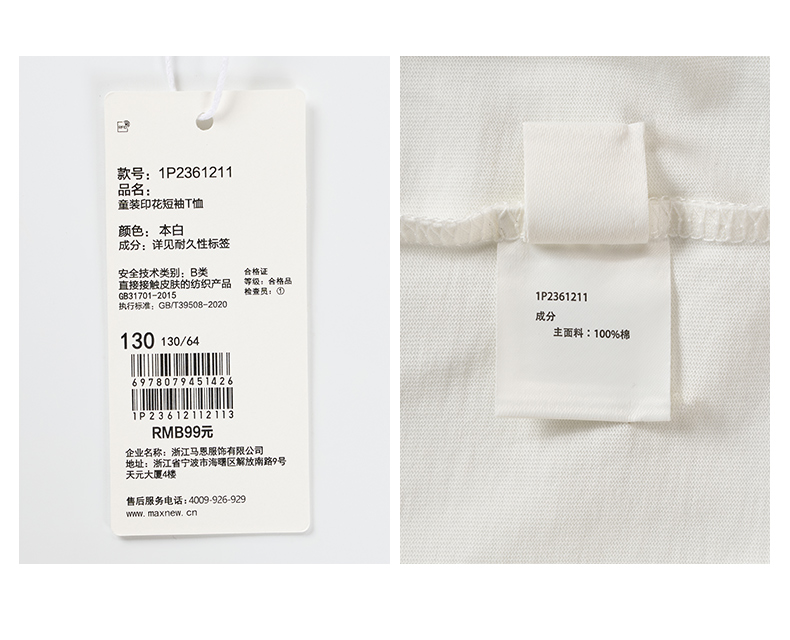 款号：1P2361211
品名：
童装印花短袖T恤
颜色：本白
成分：详见耐久性标签
安全技术类别：B类
直接接触皮肤的纺织产品
GB31701-2015
执行标准：GB/T39508-2020
合格证
等级：合格品
检查员：①
130 130/64
6978079451426
1P23612112113
RMB99元
企业名称：浙江马恩服饰有限公司
地址：浙江省宁波市海曙区解放南路9号
天元大厦4楼
售后服务电话：4009-926-929
www.maxnew.cn
1P2361211
成分
主面料：100%棉